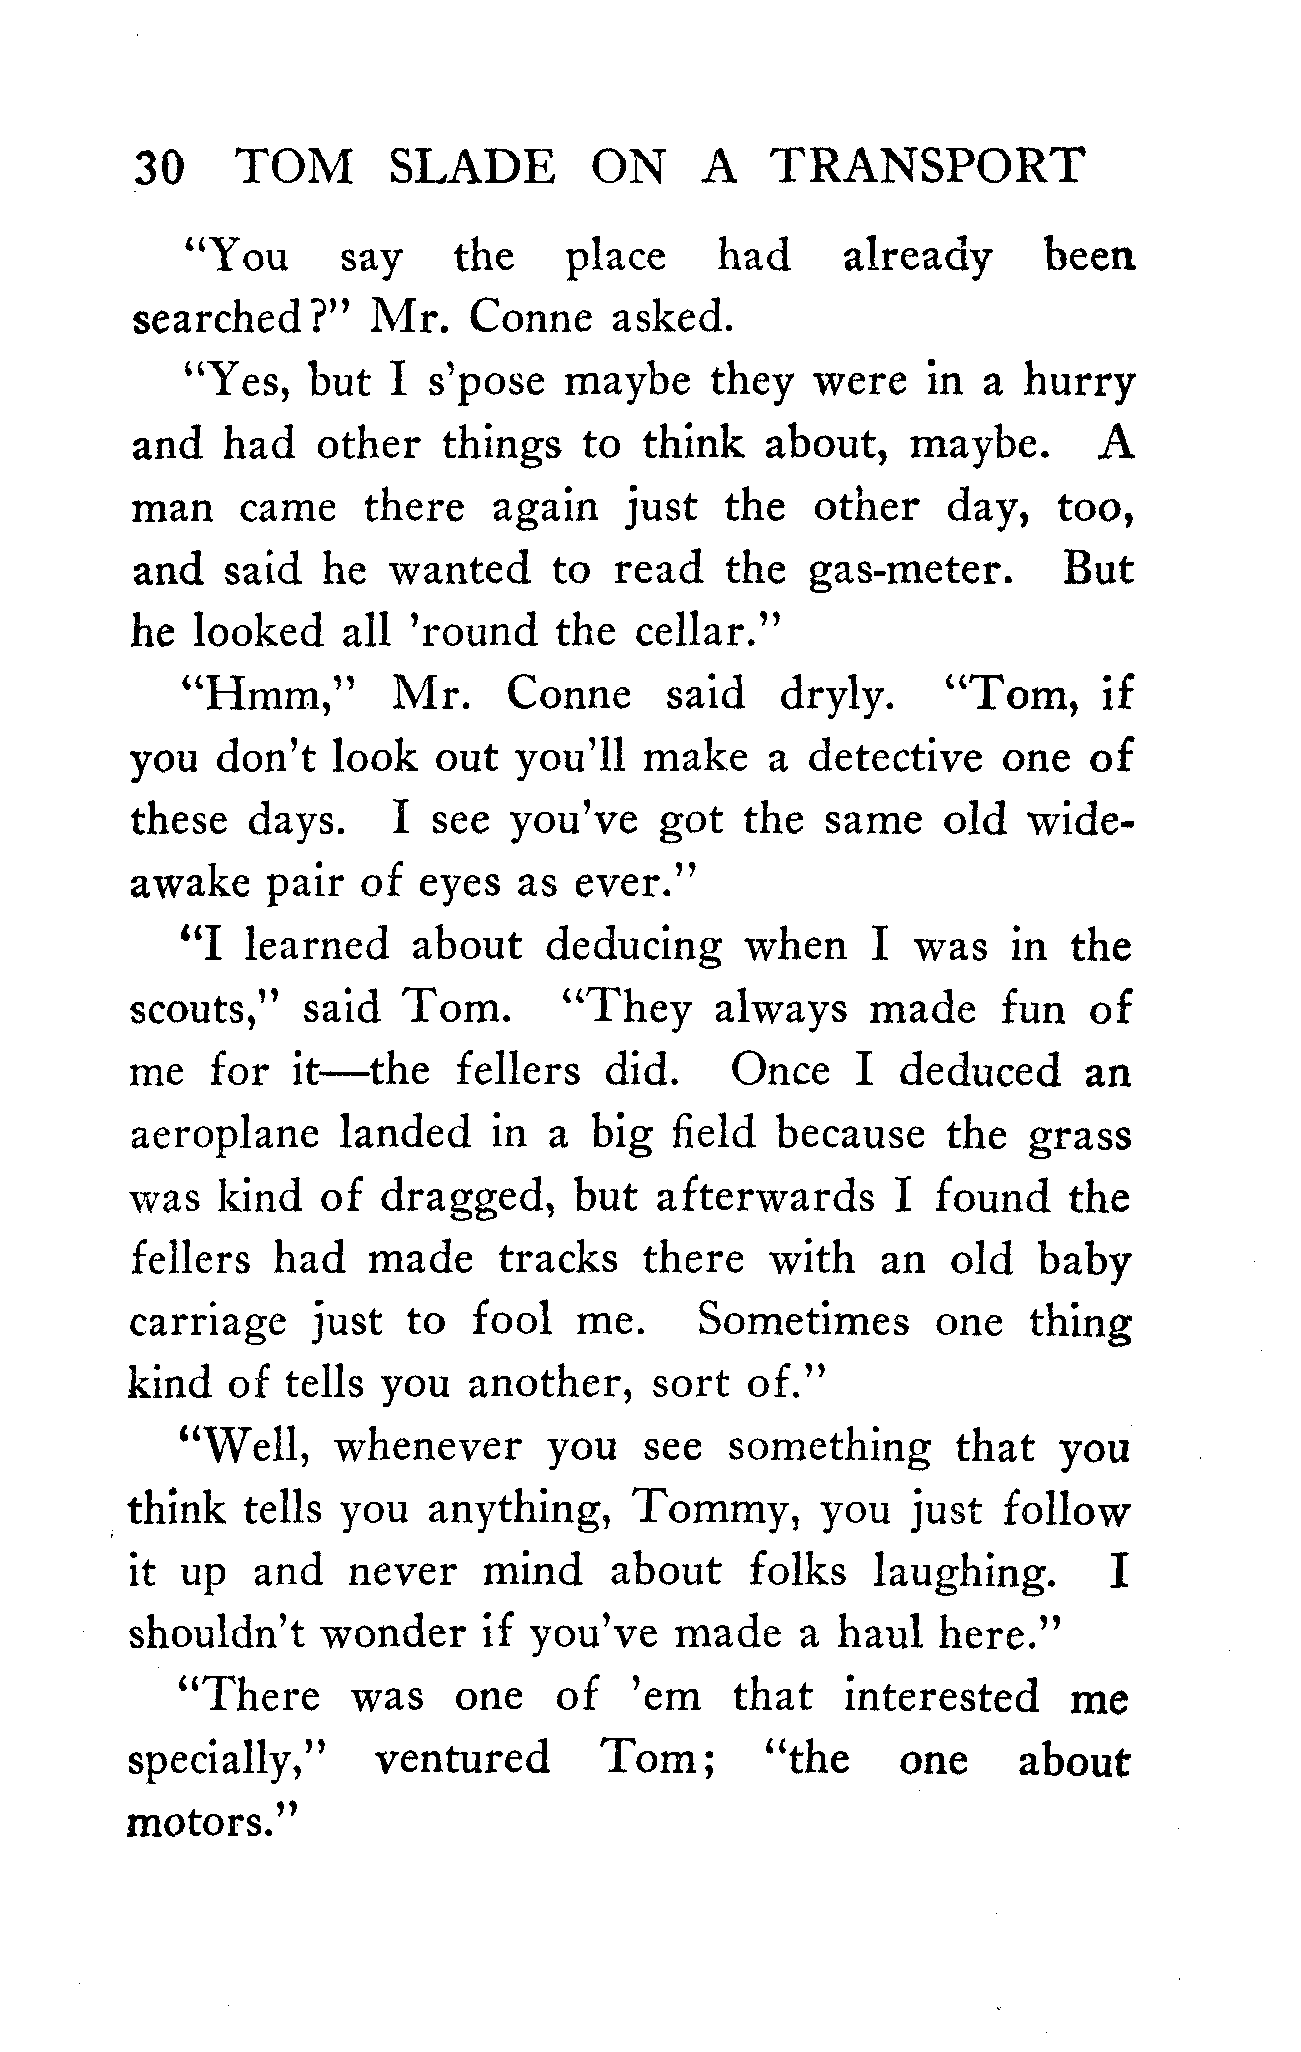 30 TOM SLADE ON A TRANSPORT
"You say the place had already been
searched?" Mr. Conne asked.
"Yes, but I s'pose maybe they were in a hurry
and had other things to think about, maybe. A
man came there again just the other day, too,
and said he wanted to read the gas-meter. But
he looked all 'round the cellar."
"Hmm," Mr. Conne said dryly. "Tom, if
you don't look out you'll make a detective one of
these days. I see you've got the same old wide-
awake pair of eyes as ever."
"I learned about deducing when I was in the
scouts," said Tom. "They always made fun of
me for it—the fellers did. Once I deduced an
aeroplane landed in a big field because the grass
was kind of dragged, but afterwards I found the
fellers had made tracks there with an old baby
carriage just to fool me. Sometimes one thing
kind of tells you another, sort of."
"Well, whenever you see something that you
think tells you anything, Tommy, you just follow
it up and never mind about folks laughing. I
shouldn't wonder if you've made a haul here."
"There was one of 'em that interested me
specially," ventured Tom; "the one about
motors."